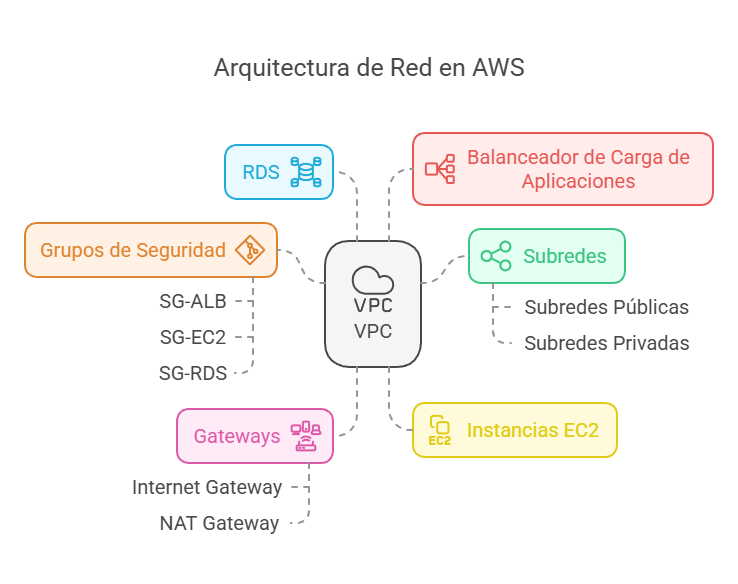 Arquitectura de Red en AWS
RDS
Balanceador de Carga de
Aplicaciones
Grupos de Seguridad
SG-ALB
SG-EC2
SG-RDS
VPC
VPC
Subredes
Subredes Públicas
Subredes Privadas
Gateways
Internet Gateway
NAT Gateway
EC2
Instancias EC2